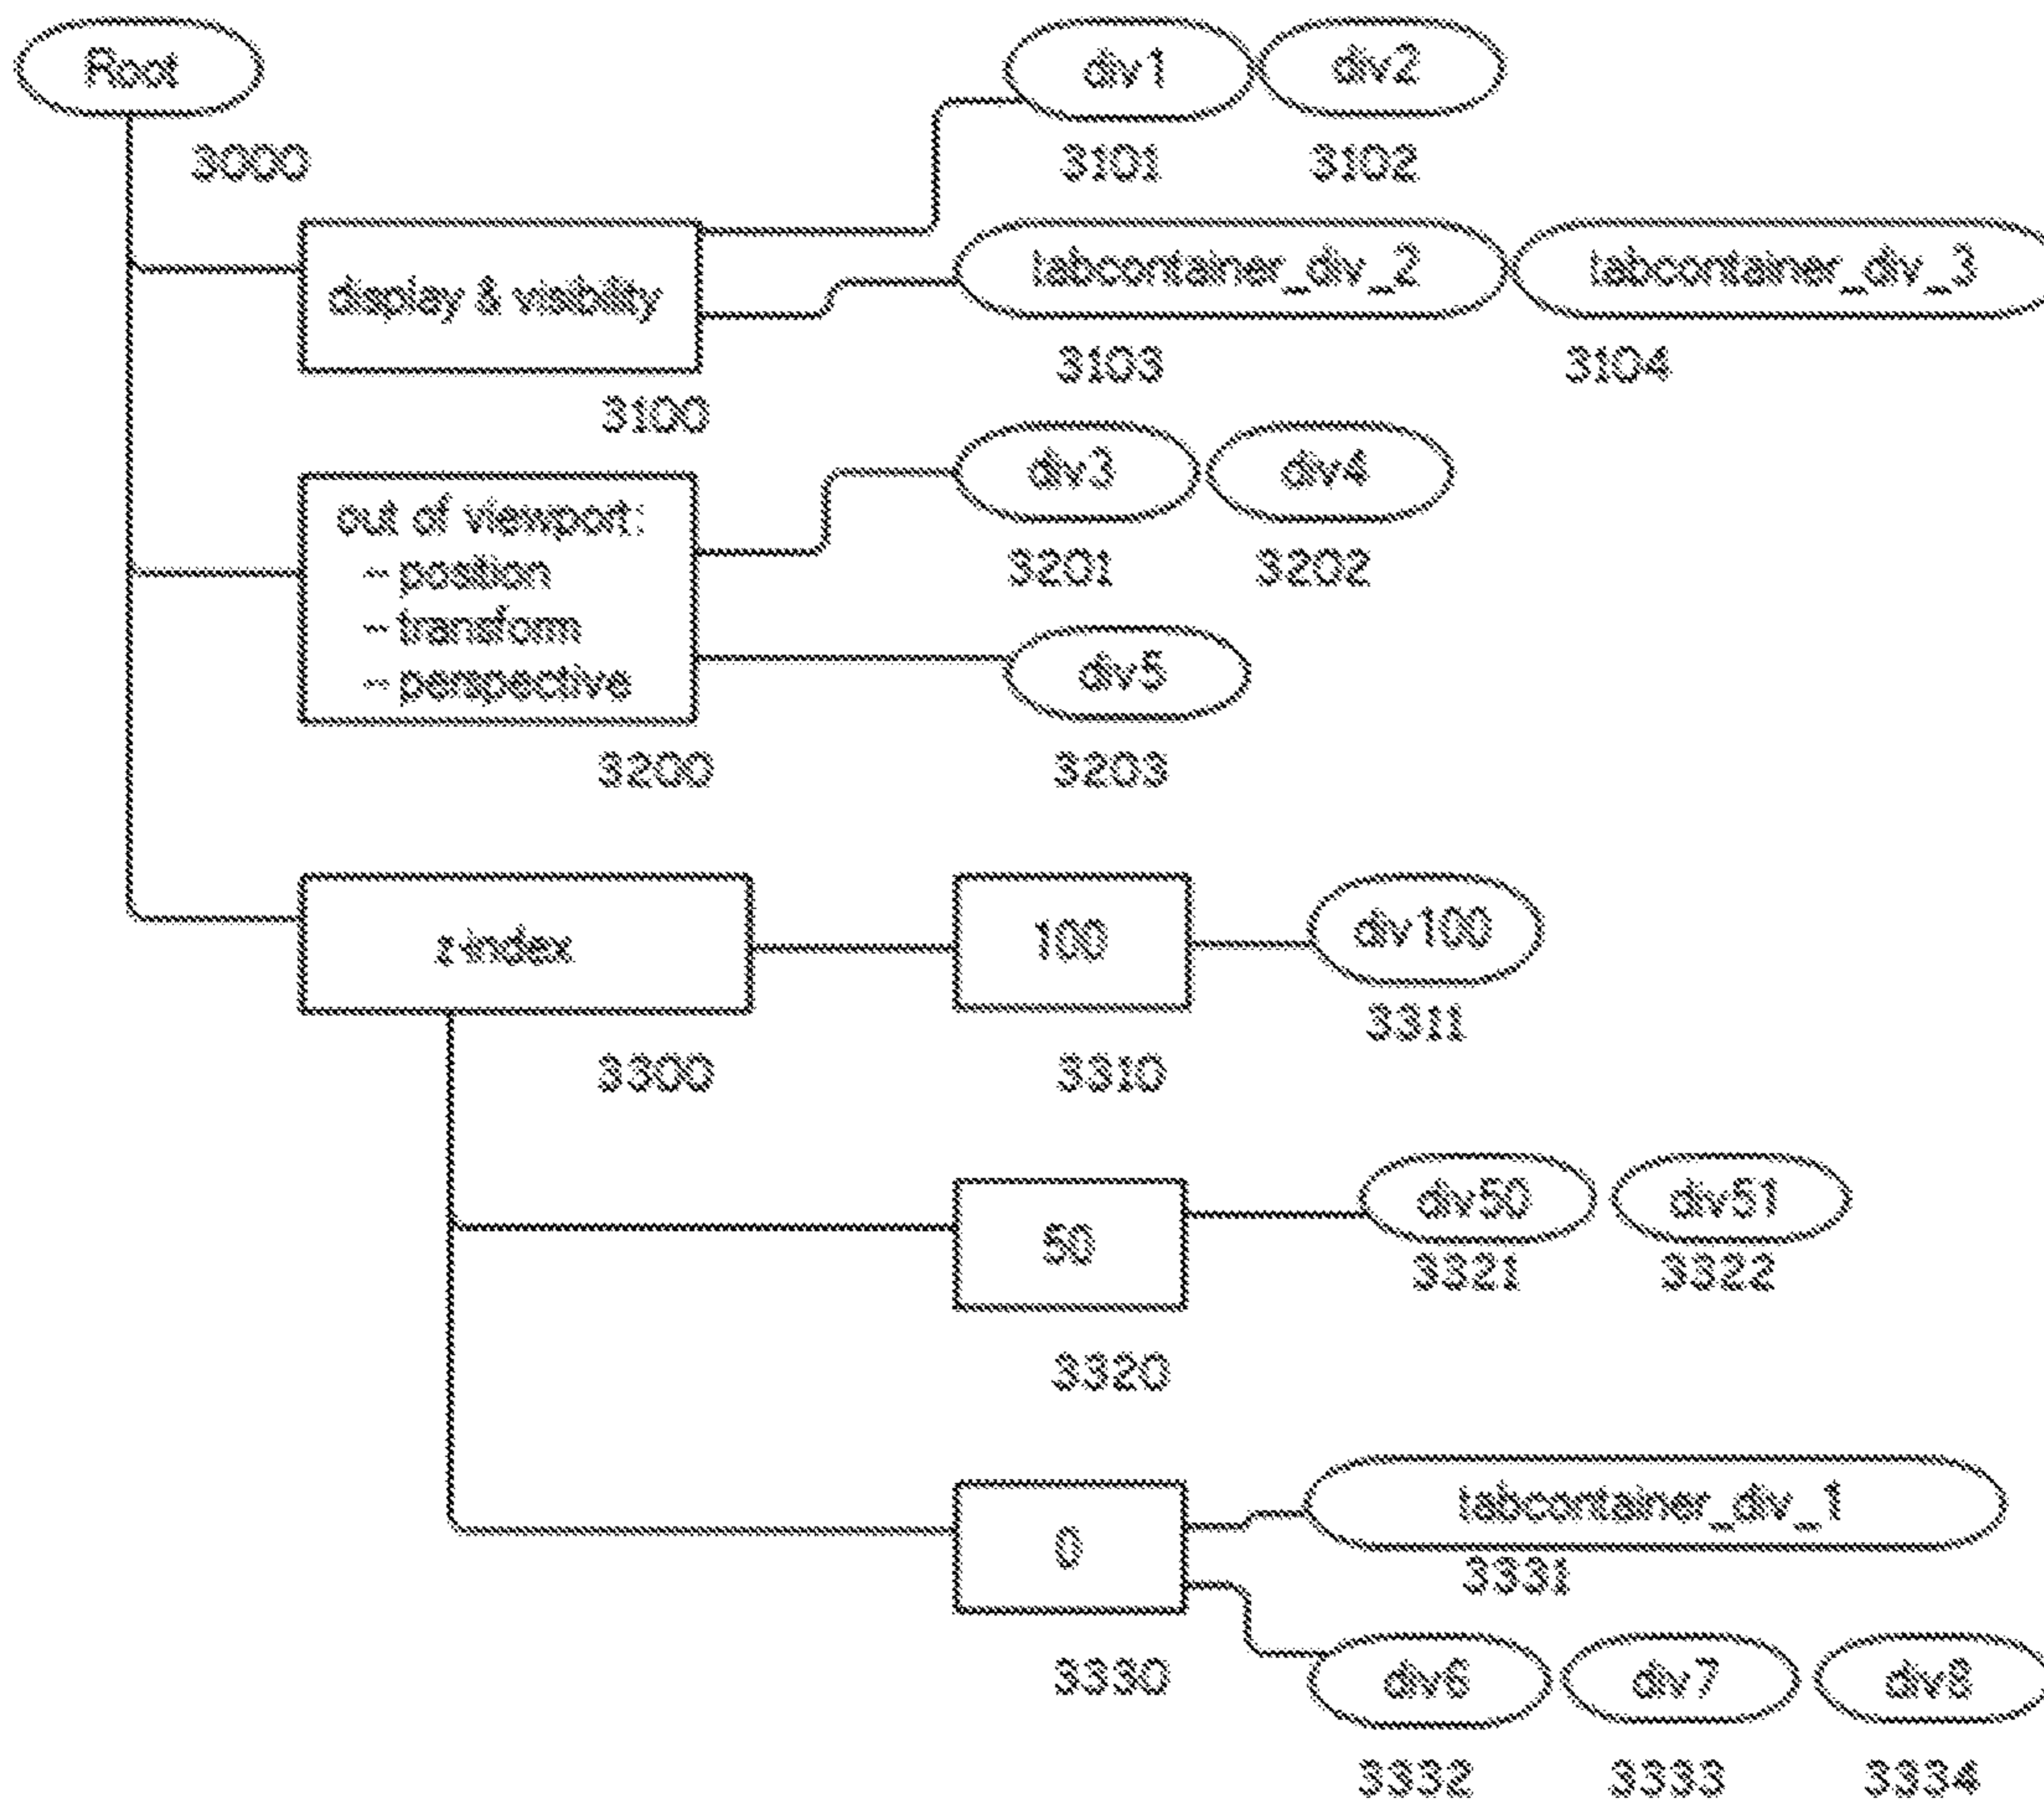 Root
div1
div2
3000
3101
3102
display & visibility
tabcontainer_div_2
tabcontainer_div_3
3103
3104
3100
out of viewport:
- position
- transform
- perspective
div3
div4
3201
3202
div5
3200
3203
z-index
100
div100
3311
3300
3310
50
div50
div51
3321
3322
3320
0
tabcontainer_div_1
3331
3330
div6
div7
div8
3332
3333
3334